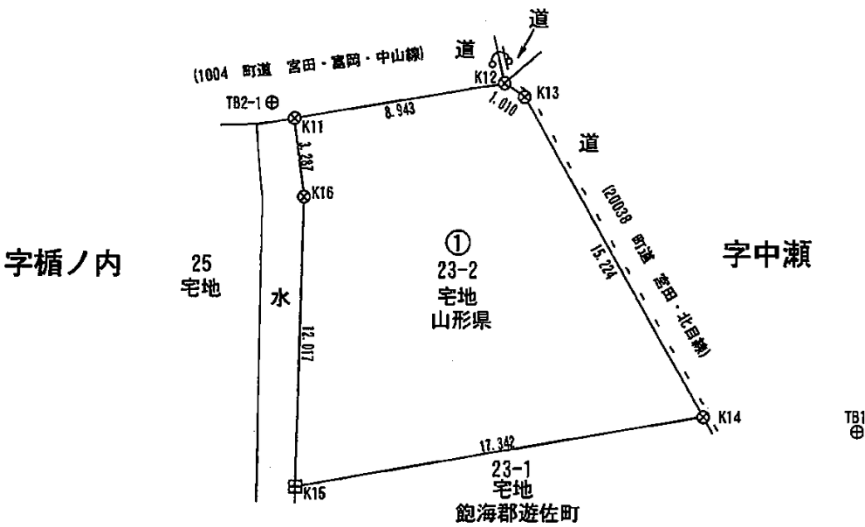 道
(1004 町道 宮田・富岡・中山線)
道
K12
K13
TB2-1
K11
8.943
1.010
3.287
道
K16
(20038 町道 宮田・北目線)
15.224
①
23-2
宅地
山形県
字楯ノ内
25
宅地
字中瀬
水
12.017
K14
TB1
17.342
23-1
宅地
K15
飽海郡遊佐町